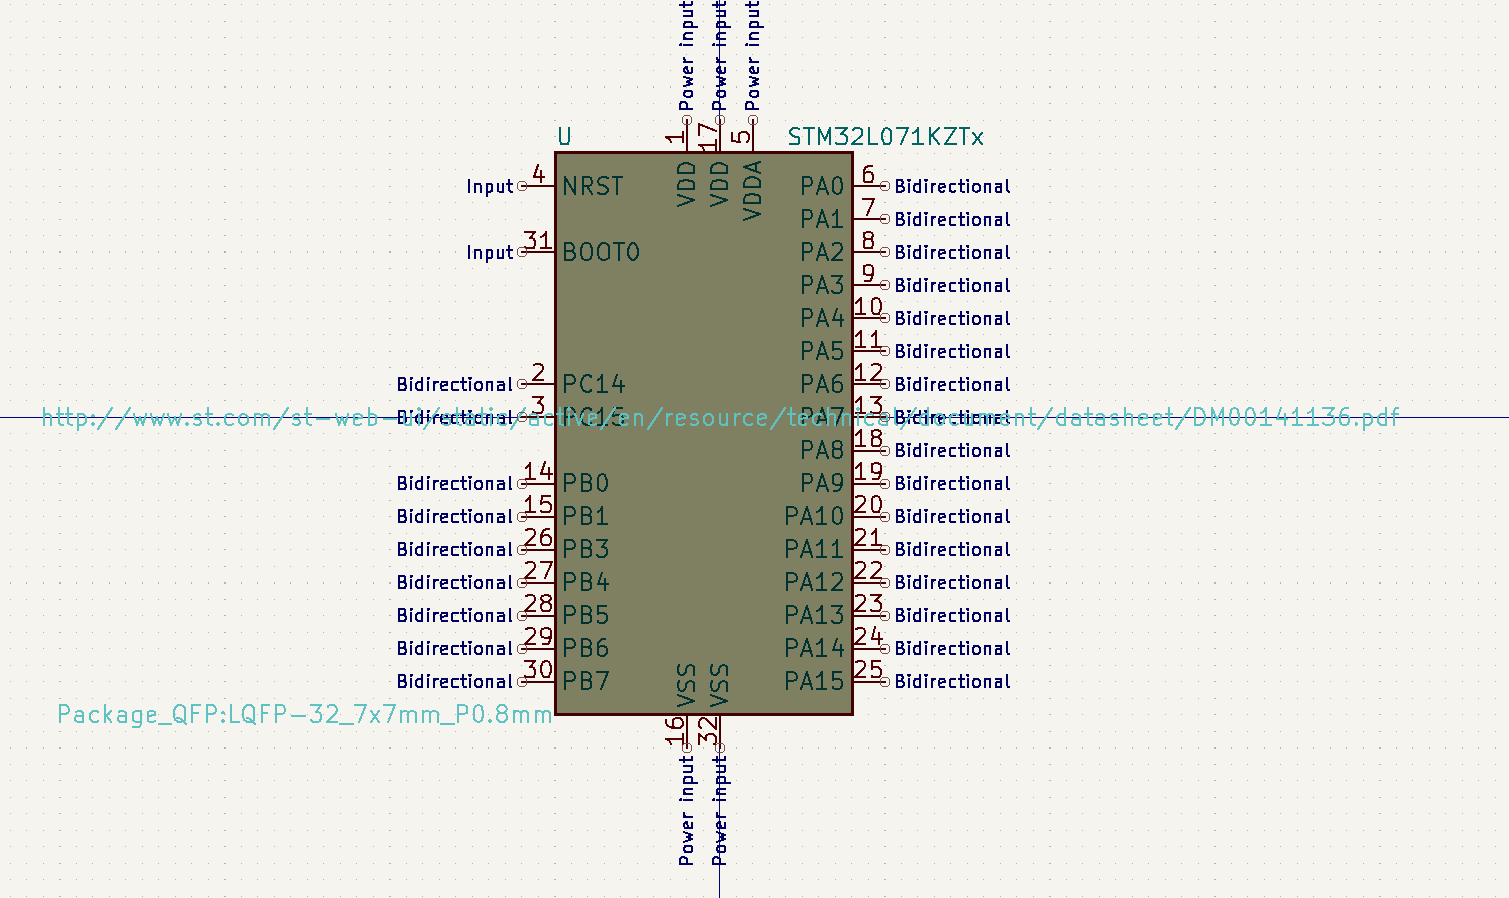 Power input Power input Power input
1 17 5
U STM32L071KZTx
VDD VDD VDDA
Input 4 NRST PA0 6 Bidirectional
PA1 7 Bidirectional
Input 31 BOOT0 PA2 8 Bidirectional
PA3 9 Bidirectional
PA4 10 Bidirectional
PA5 11 Bidirectional
Bidirectional 2 PC14 PA6 12 Bidirectional
Bidirectional 3 PC15 PA7 13 Bidirectional
http://www.st.com/st-web-ui/static/active/en/resource/technical/document/datasheet/DM00141136.pdf
PA8 18 Bidirectional
Bidirectional 14 PB0 PA9 19 Bidirectional
Bidirectional 15 PB1 PA10 20 Bidirectional
Bidirectional 26 PB3 PA11 21 Bidirectional
Bidirectional 27 PB4 PA12 22 Bidirectional
Bidirectional 28 PB5 PA13 23 Bidirectional
Bidirectional 29 PB6 PA14 24 Bidirectional
Bidirectional 30 PB7 PA15 25 Bidirectional
VSS VSS
Package_QFP:LQFP-32_7x7mm_P0.8mm
16 32
Power input Power input